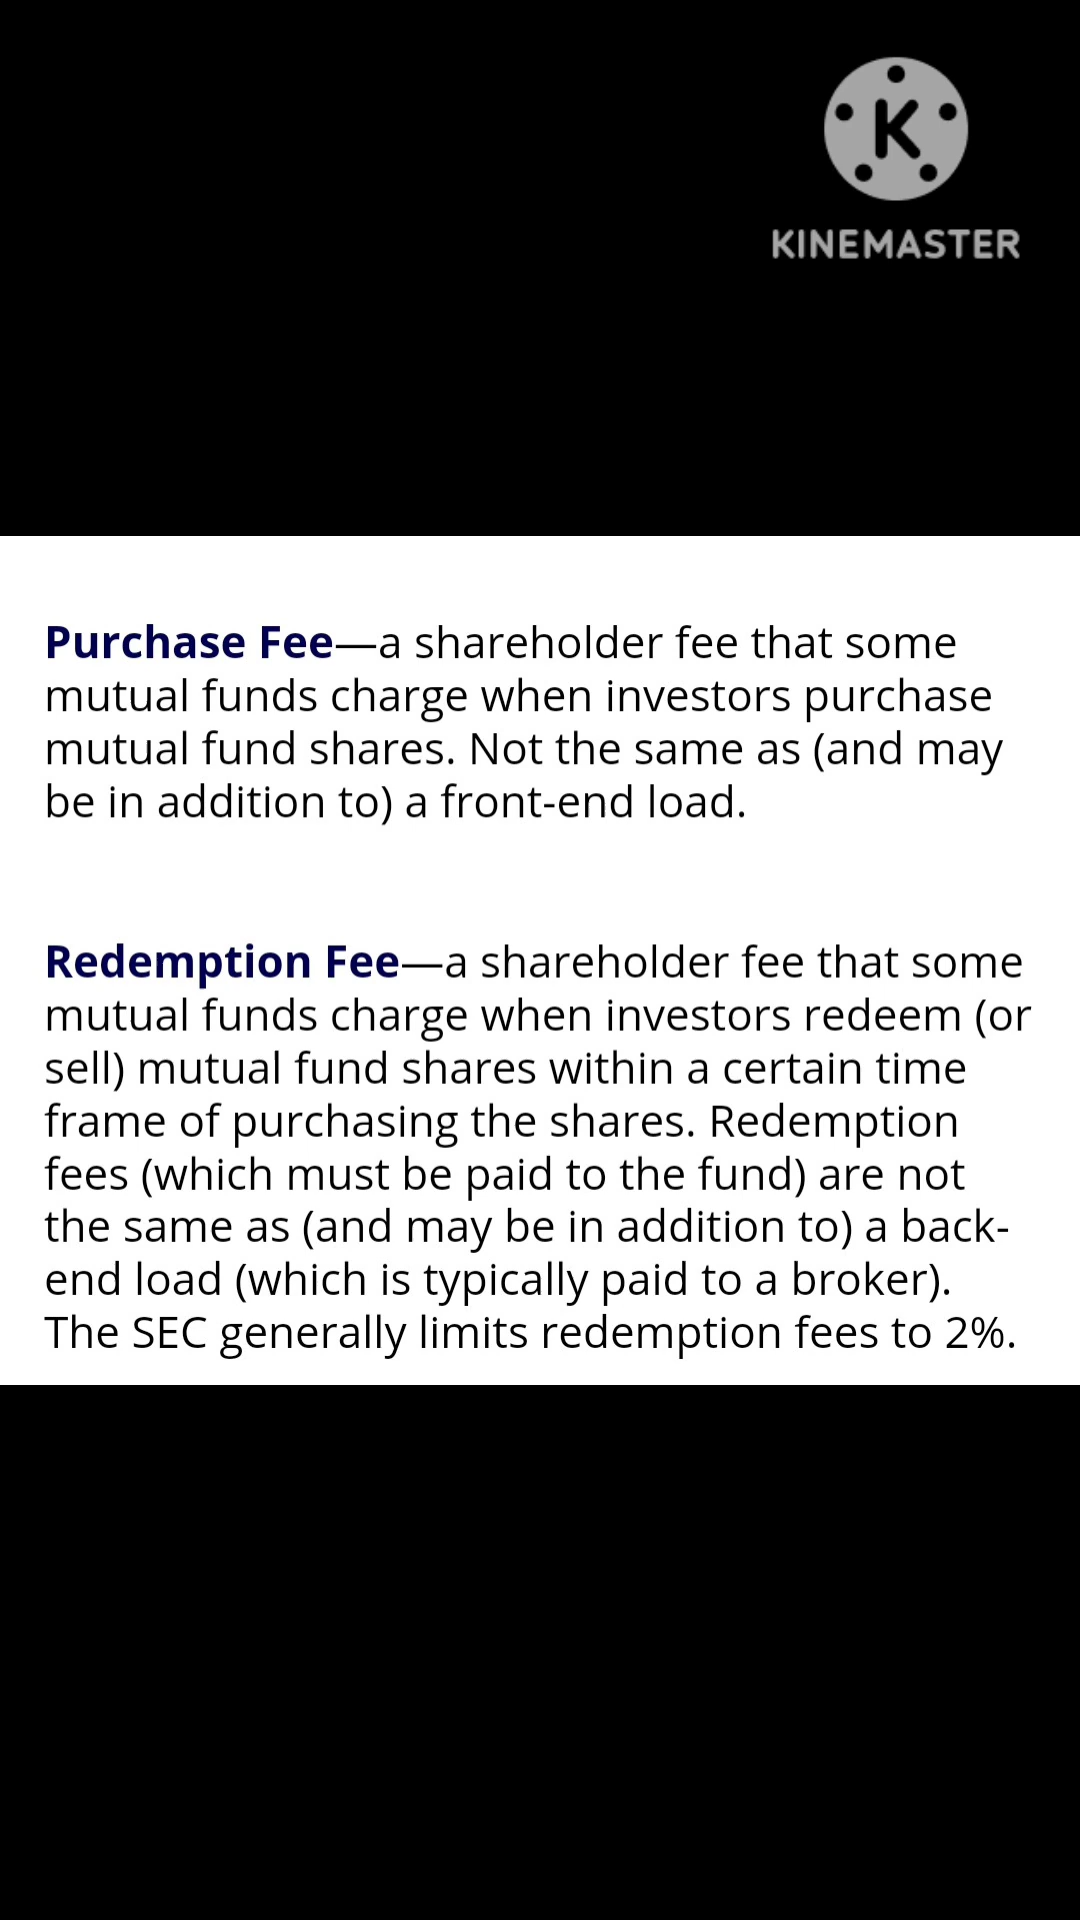 KINEMASTER
Purchase Fee—a shareholder fee that some
mutual funds charge when investors purchase
mutual fund shares. Not the same as (and may
be in addition to) a front-end load.
Redemption Fee—a shareholder fee that some
mutual funds charge when investors redeem (or
sell) mutual fund shares within a certain time
frame of purchasing the shares. Redemption
fees (which must be paid to the fund) are not
the same as (and may be in addition to) a back-
end load (which is typically paid to a broker).
The SEC generally limits redemption fees to 2%.